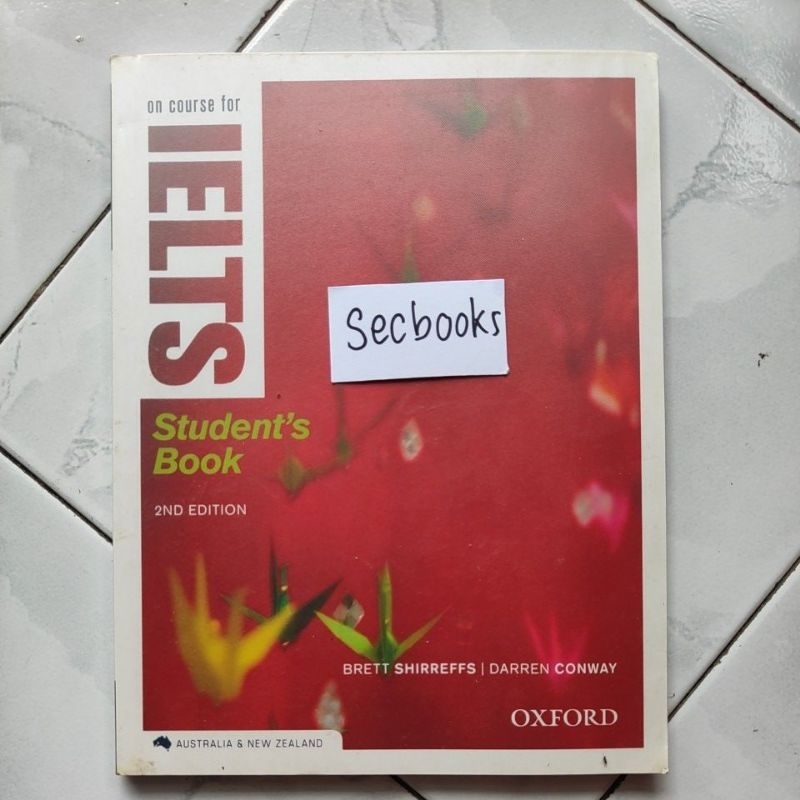 on course for
IELTS
Secbooks
Student's
Book
2ND EDITION
BRETT SHIRREFFS | DARREN CONWAY
OXFORD
AUSTRALIA & NEW ZEALAND